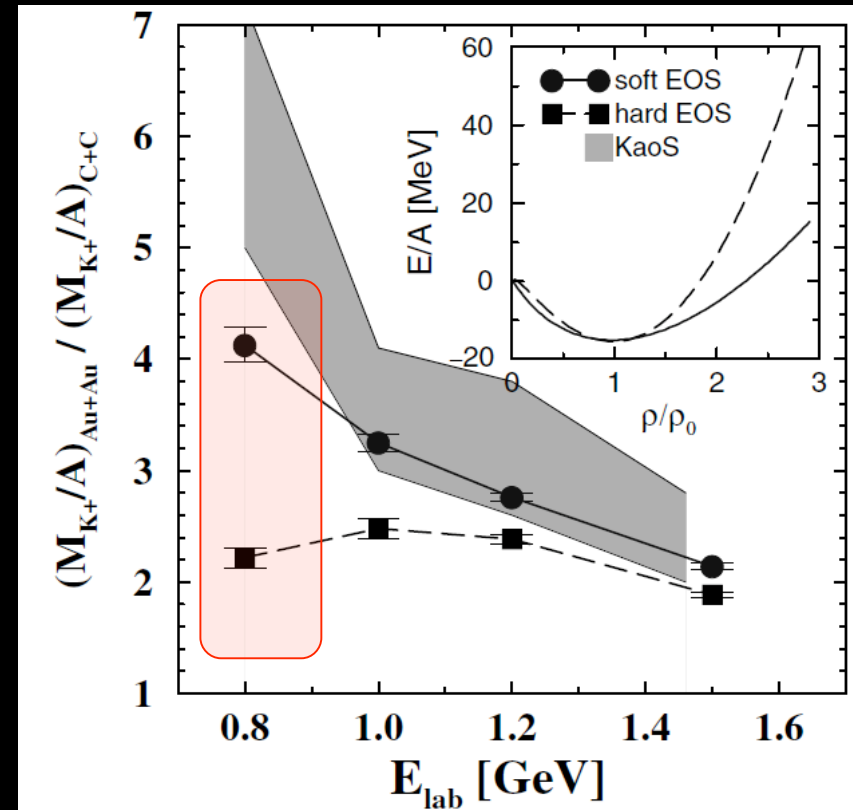 (M_K+/A)_Au+Au / (M_K+/A)_C+C
7
6
5
4
3
2
1
0.8 1.0 1.2 1.4 1.6
E_lab [GeV]
soft EOS
hard EOS
KaoS
E/A [MeV]
60
40
20
0
−20
0 1 2 3
ρ/ρ_0